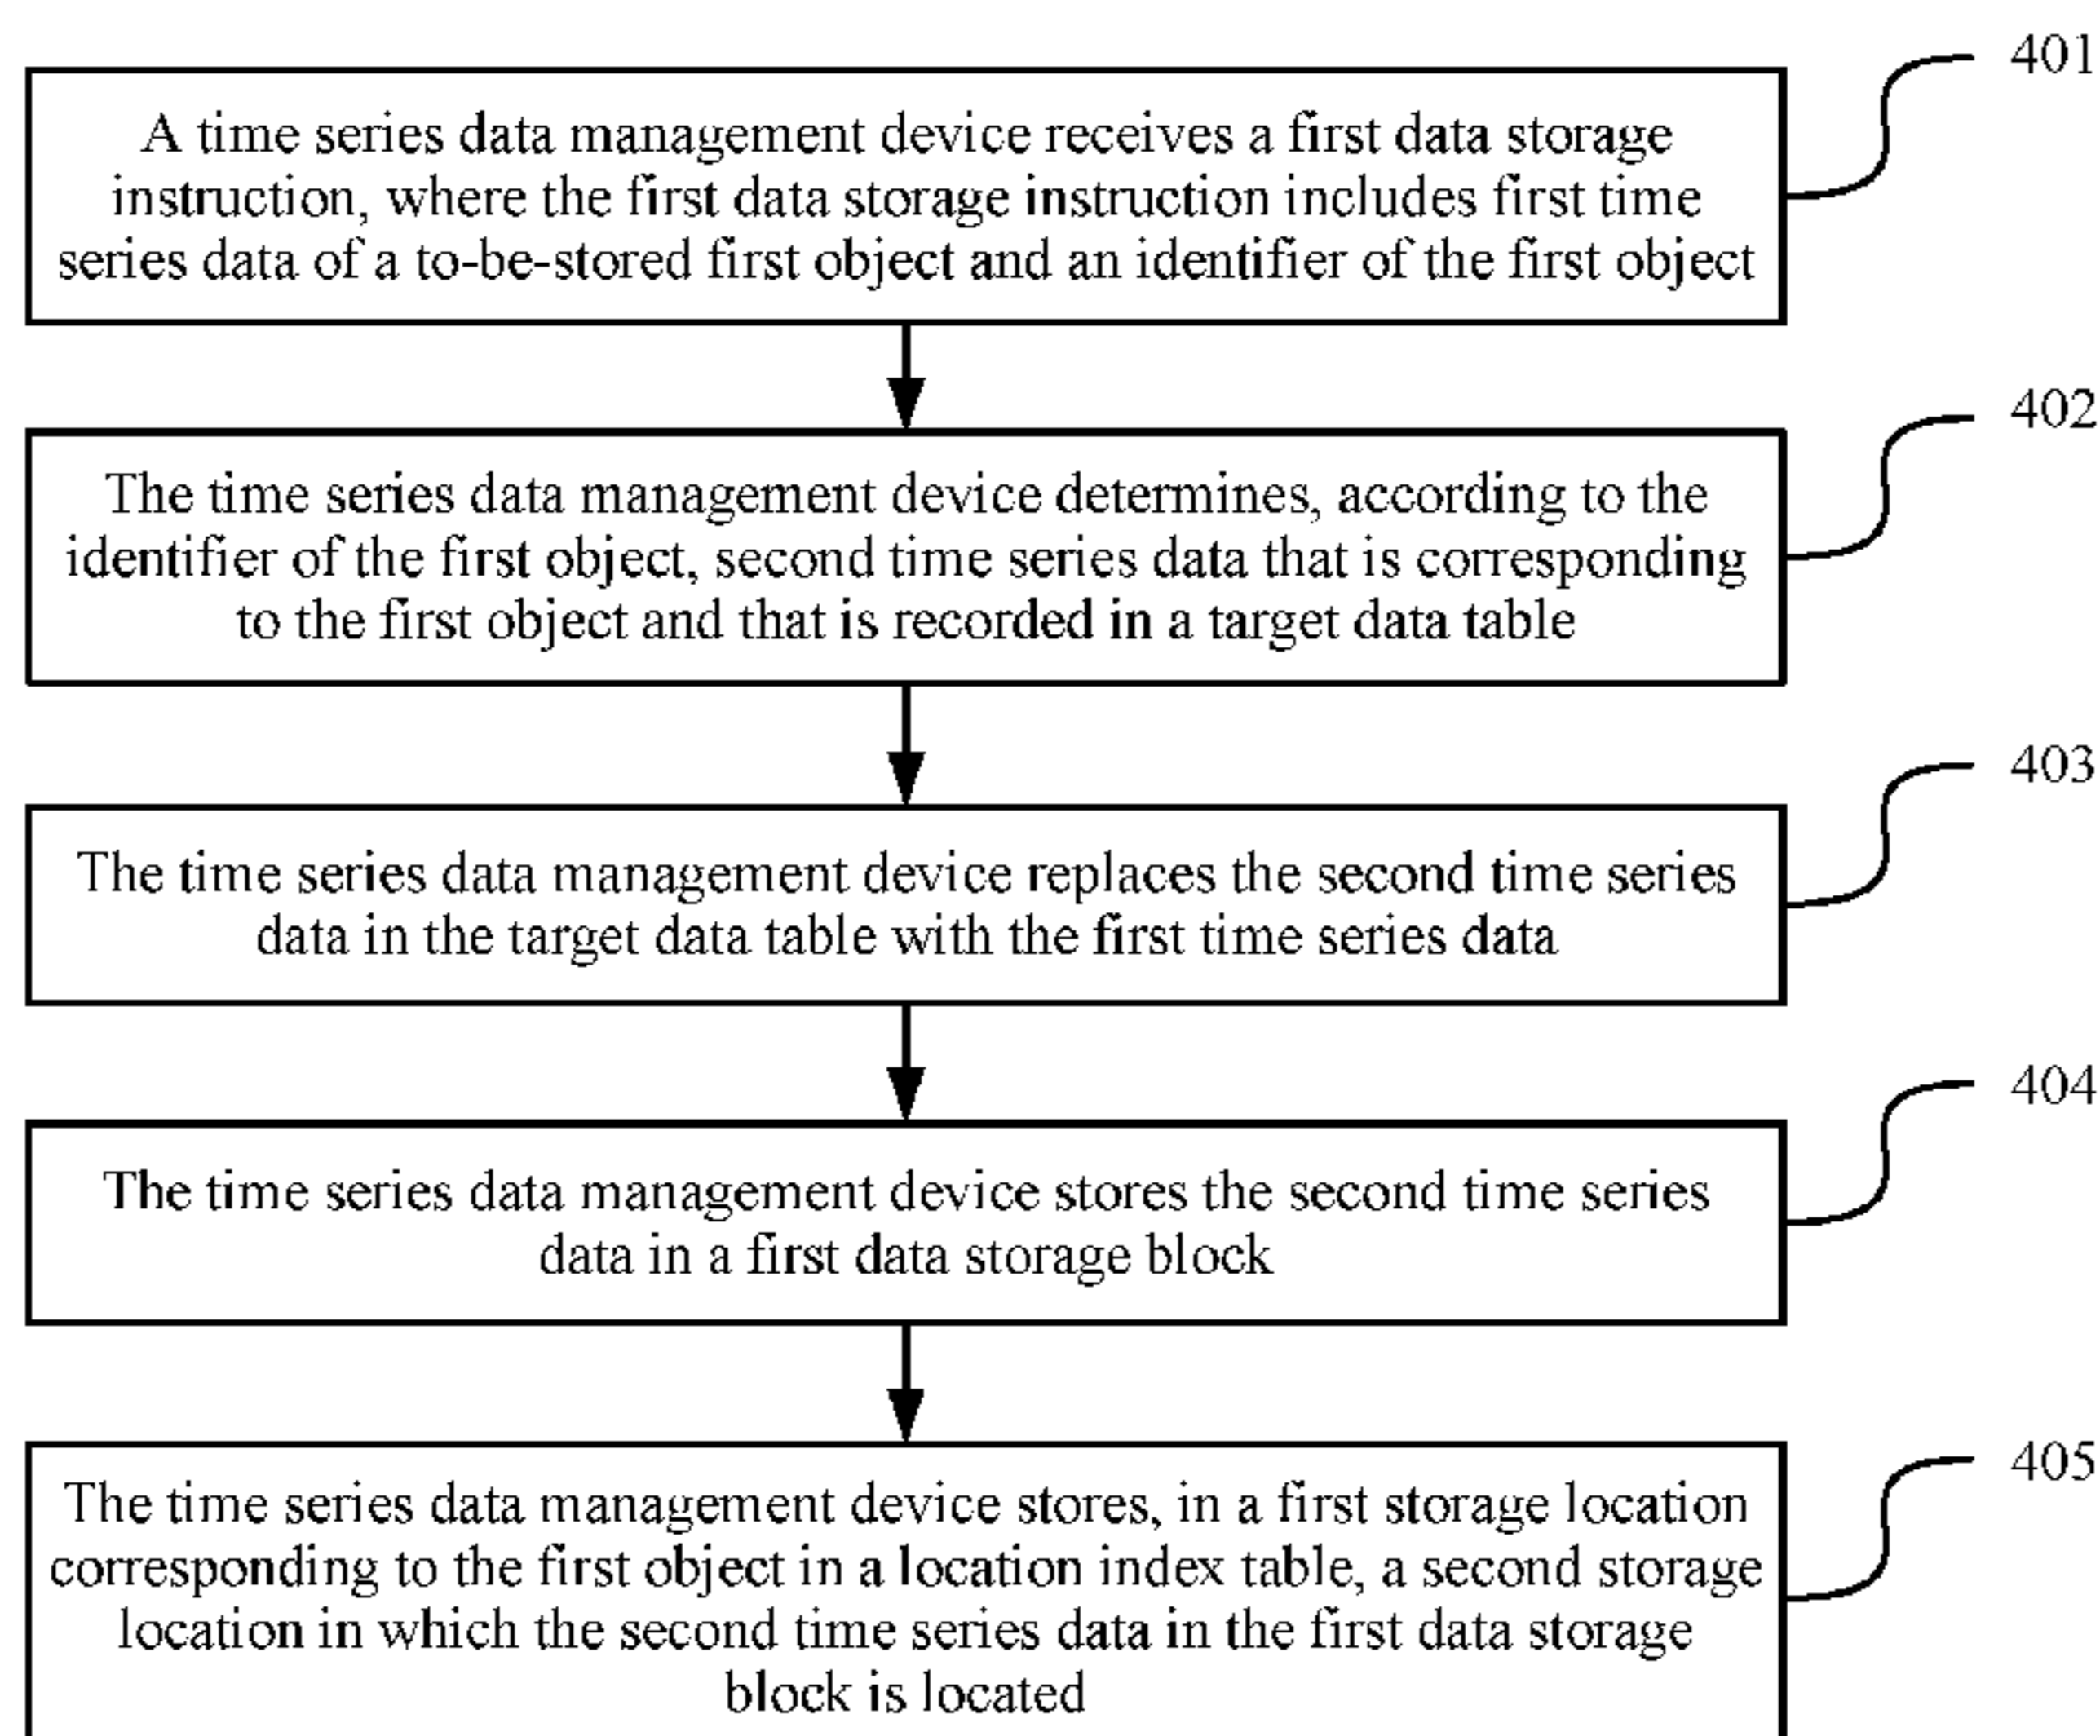 401
A time series data management device receives a first data storage
instruction, where the first data storage instruction includes first time
series data of a to-be-stored first object and an identifier of the first object
402
The time series data management device determines, according to the
identifier of the first object, second time series data that is corresponding
to the first object and that is recorded in a target data table
403
The time series data management device replaces the second time series
data in the target data table with the first time series data
404
The time series data management device stores the second time series
data in a first data storage block
405
The time series data management device stores, in a first storage location
corresponding to the first object in a location index table, a second storage
location in which the second time series data in the first data storage
block is located